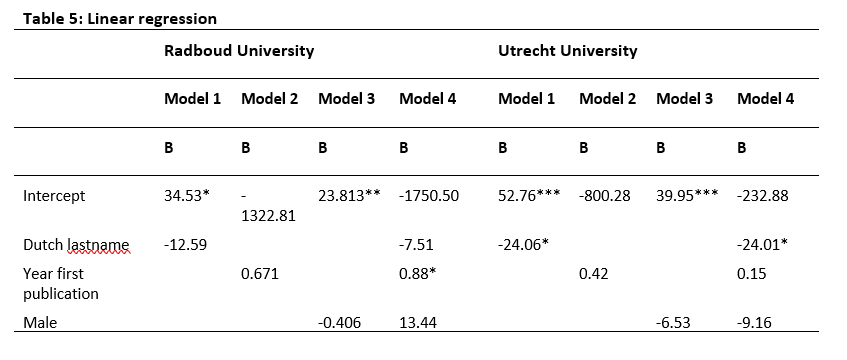 Table 5: Linear regression
Radboud University Utrecht University
Model 1 Model 2 Model 3 Model 4 Model 1 Model 2 Model 3 Model 4
B B B B B B B B
Intercept 34.53* - 23.813** -1750.50 52.76*** -800.28 39.95*** -232.88
1322.81
Dutch lastname -12.59 -7.51 -24.06* -24.01*
Year first 0.671 0.88* 0.42 0.15
publication
Male -0.406 13.44 -6.53 -9.16